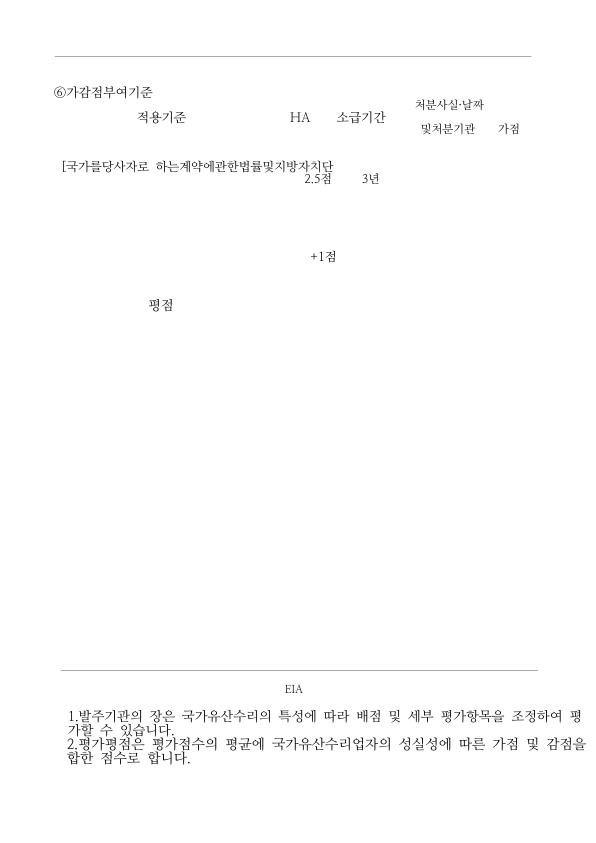 ⑥가감점부여기준
처분사실·날짜
적용기준 HA 소급기간
및처분기관 가점
[국가를당사자로 하는계약에관한법률및지방자치단
2.5점 3년
+1점
평점
EIA
1.발주기관의 장은 국가유산수리의 특성에 따라 배점 및 세부 평가항목을 조정하여 평
가할 수 있습니다.
2.평가평점은 평가점수의 평균에 국가유산수리업자의 성실성에 따른 가점 및 감점을
합한 점수로 합니다.